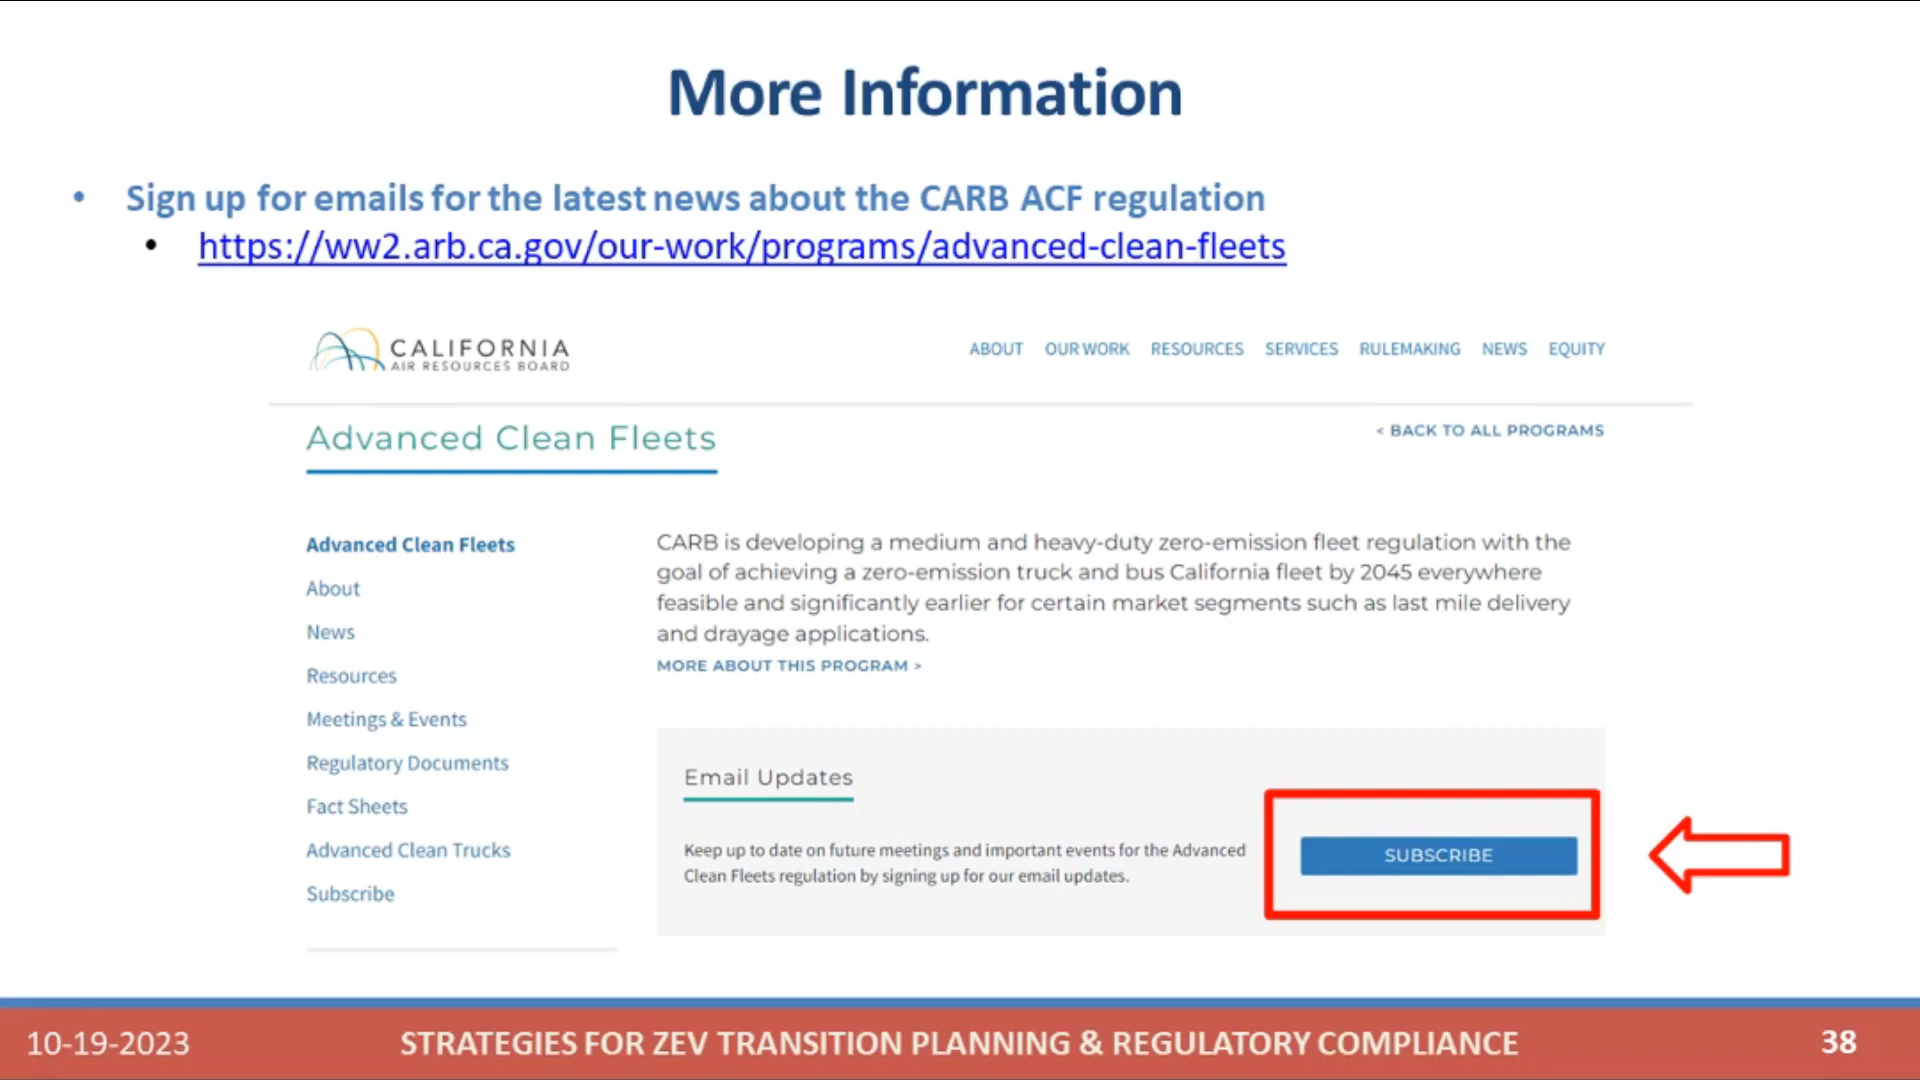 More Information
• Sign up for emails for the latest news about the CARB ACF regulation
• https://ww2.arb.ca.gov/our-work/programs/advanced-clean-fleets
CALIFORNIA
AIR RESOURCES BOARD
ABOUT OUR WORK RESOURCES SERVICES RULEMAKING NEWS EQUITY
Advanced Clean Fleets
< BACK TO ALL PROGRAMS
Advanced Clean Fleets
About
News
Resources
Meetings & Events
Regulatory Documents
Fact Sheets
Advanced Clean Trucks
Subscribe
CARB is developing a medium and heavy-duty zero-emission fleet regulation with the
goal of achieving a zero-emission truck and bus California fleet by 2045 everywhere
feasible and significantly earlier for certain market segments such as last mile delivery
and drayage applications.
MORE ABOUT THIS PROGRAM >
Email Updates
Keep up to date on future meetings and important events for the Advanced
Clean Fleets regulation by signing up for our email updates.
SUBSCRIBE
10-19-2023
STRATEGIES FOR ZEV TRANSITION PLANNING & REGULATORY COMPLIANCE
38